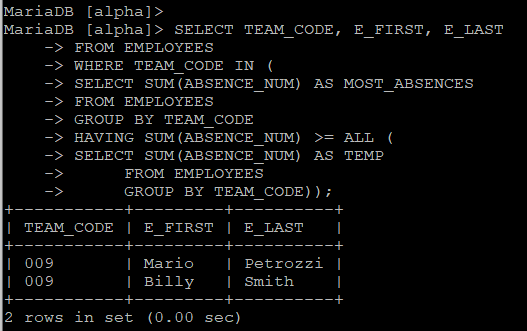 MariaDB [alpha]>
MariaDB [alpha]> SELECT TEAM_CODE, E_FIRST, E_LAST
    -> FROM EMPLOYEES
    -> WHERE TEAM_CODE IN (
    -> SELECT SUM(ABSENCE_NUM) AS MOST_ABSENCES
    -> FROM EMPLOYEES
    -> GROUP BY TEAM_CODE
    -> HAVING SUM(ABSENCE_NUM) >= ALL (
    -> SELECT SUM(ABSENCE_NUM) AS TEMP
    ->      FROM EMPLOYEES
    ->      GROUP BY TEAM_CODE));
+-----------+---------+----------+
| TEAM_CODE | E_FIRST | E_LAST   |
+-----------+---------+----------+
| 009       | Mario   | Petrozzi |
| 009       | Billy   | Smith    |
+-----------+---------+----------+
2 rows in set (0.00 sec)